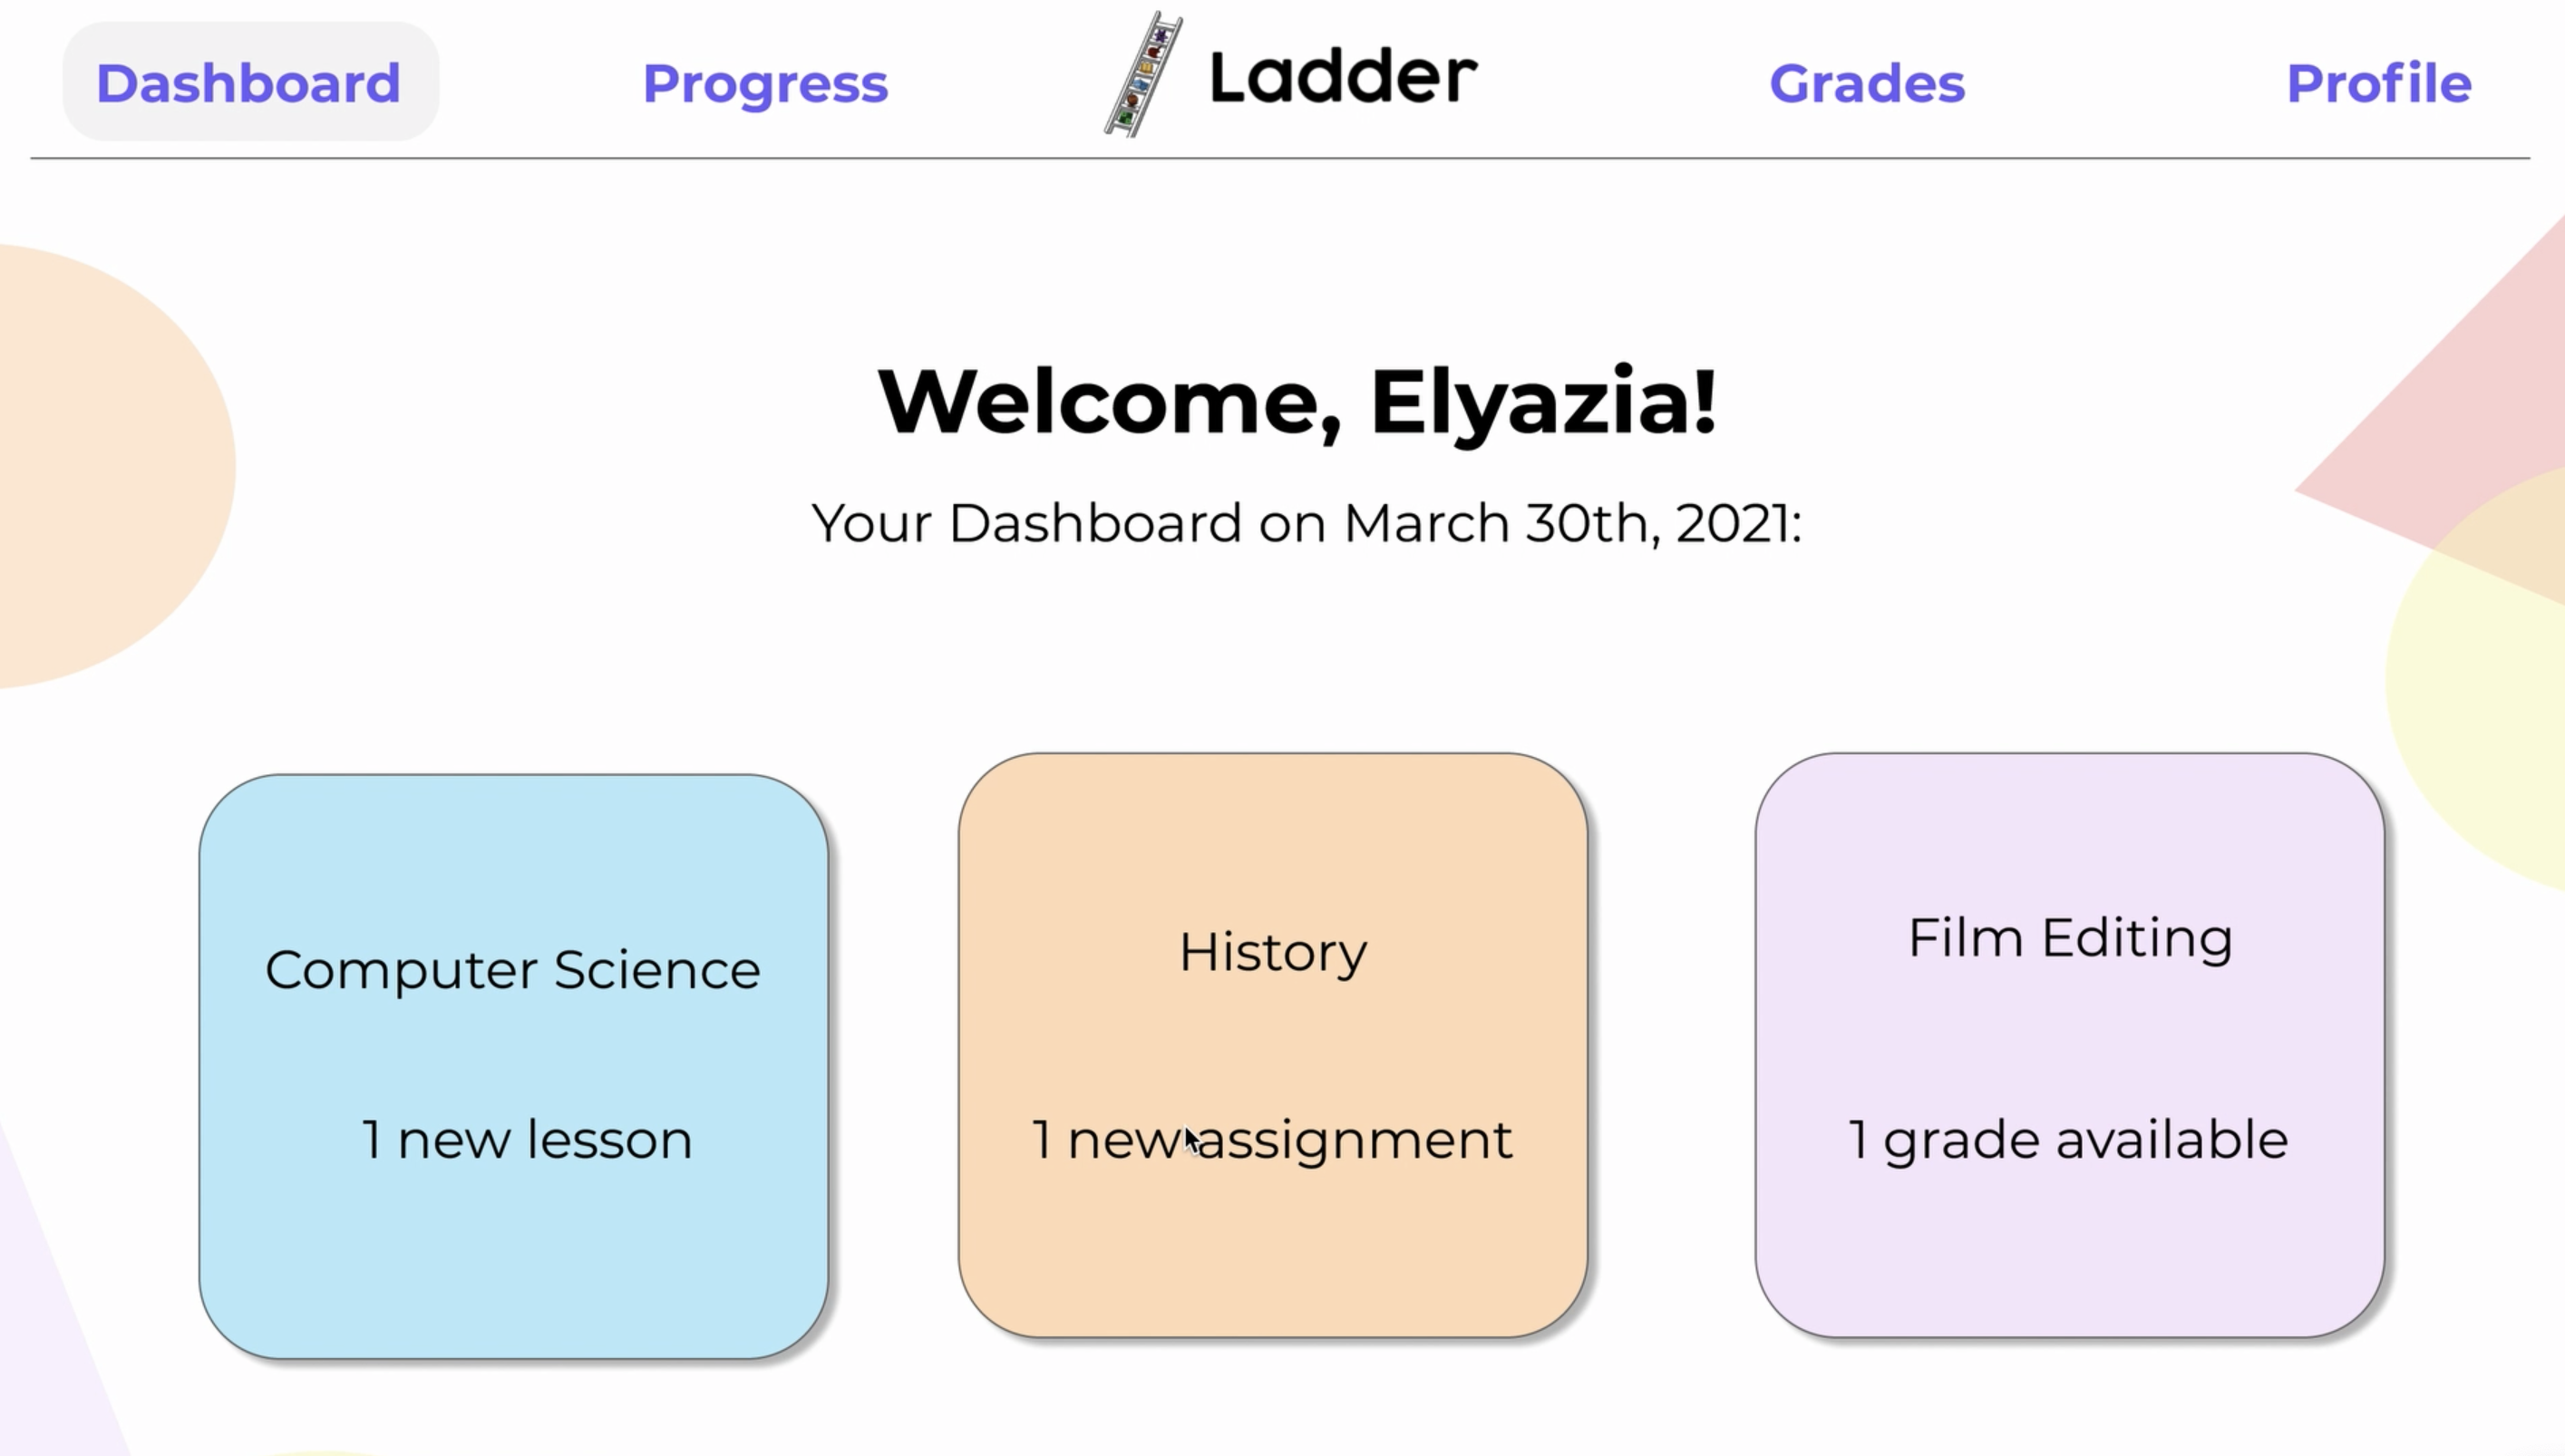 Dashboard Progress Ladder Grades Profile
Welcome, Elyazia!
Your Dashboard on March 30th, 2021:
Computer Science
1 new lesson
History
1 new assignment
Film Editing
1 grade available